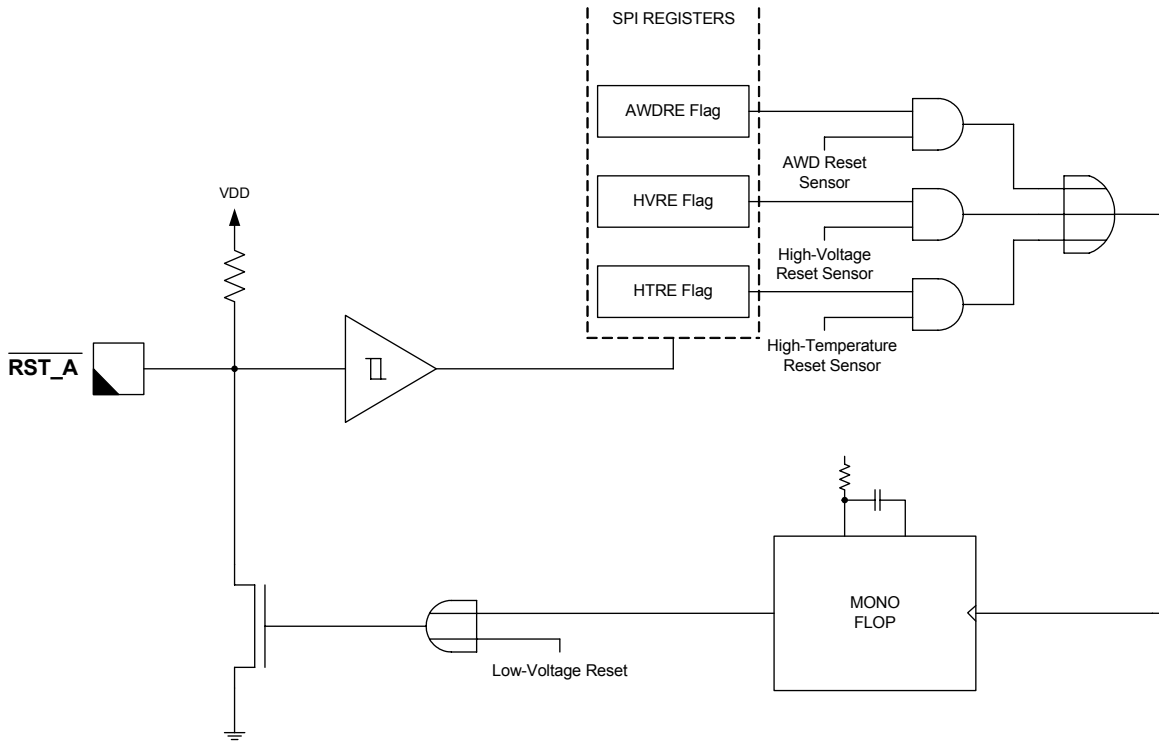 SPI REGISTERS
AWDRE Flag
AWD Reset
Sensor
HVRE Flag
High-Voltage
Reset Sensor
HTRE Flag
High-Temperature
Reset Sensor
VDD
RST_A
MONO
FLOP
Low-Voltage Reset